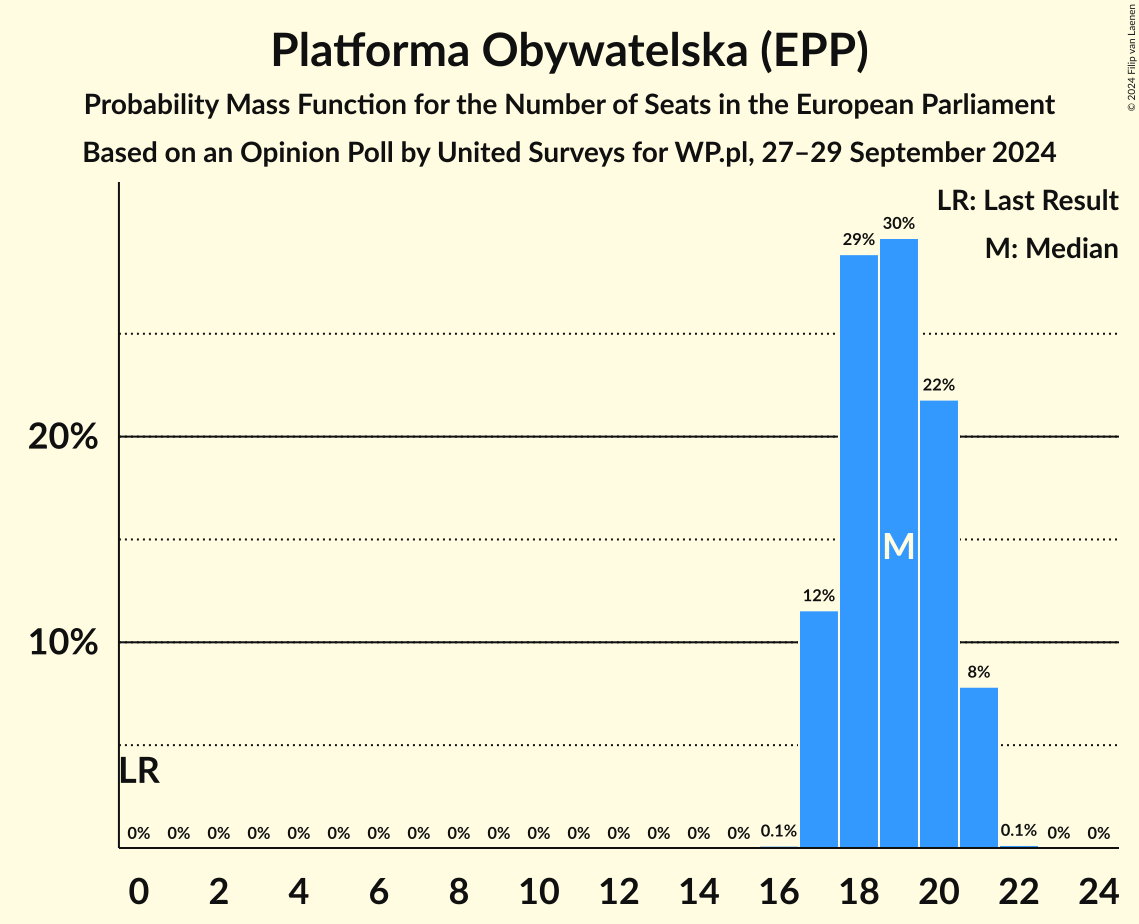 Platforma Obywatelska (EPP)
Probability Mass Function for the Number of Seats in the European Parliament
Based on an Opinion Poll by United Surveys for WP.pl, 27–29 September 2024
© 2024 Filip van Laenen
LR: Last Result
M: Median
20%
10%
LR
M
0% 0% 0% 0% 0% 0% 0% 0% 0% 0% 0% 0% 0% 0% 0% 0% 0.1% 12% 29% 30% 22% 8% 0.1% 0% 0%
0 2 4 6 8 10 12 14 16 18 20 22 24